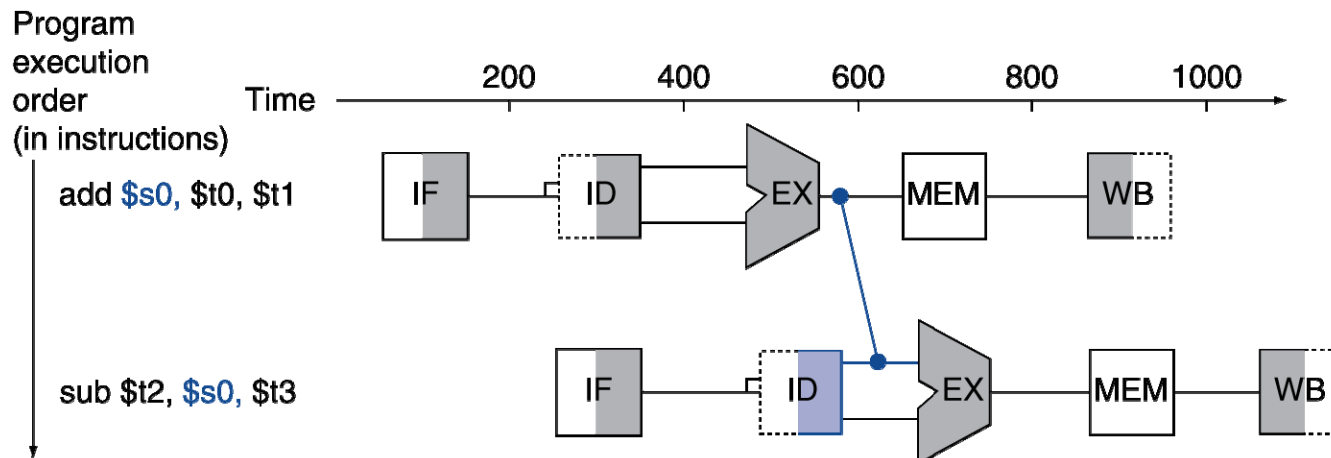 Program
execution
order
(in instructions)
Time
200 400 600 800 1000
add $s0, $t0, $t1
IF ID EX MEM WB
sub $t2, $s0, $t3
IF ID EX MEM WB